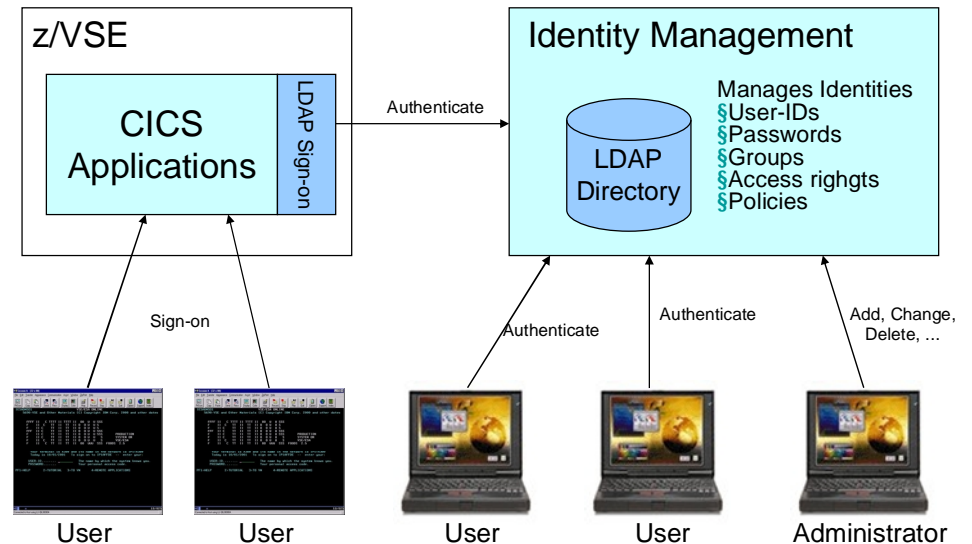 z/VSE
CICS
Applications
LDAP Sign-on
Authenticate
Identity Management
LDAP
Directory
Manages Identities
§User-IDs
§Passwords
§Groups
§Access righgts
§Policies
Sign-on
Authenticate
Authenticate
Add, Change,
Delete, ...
User
User
User
User
Administrator